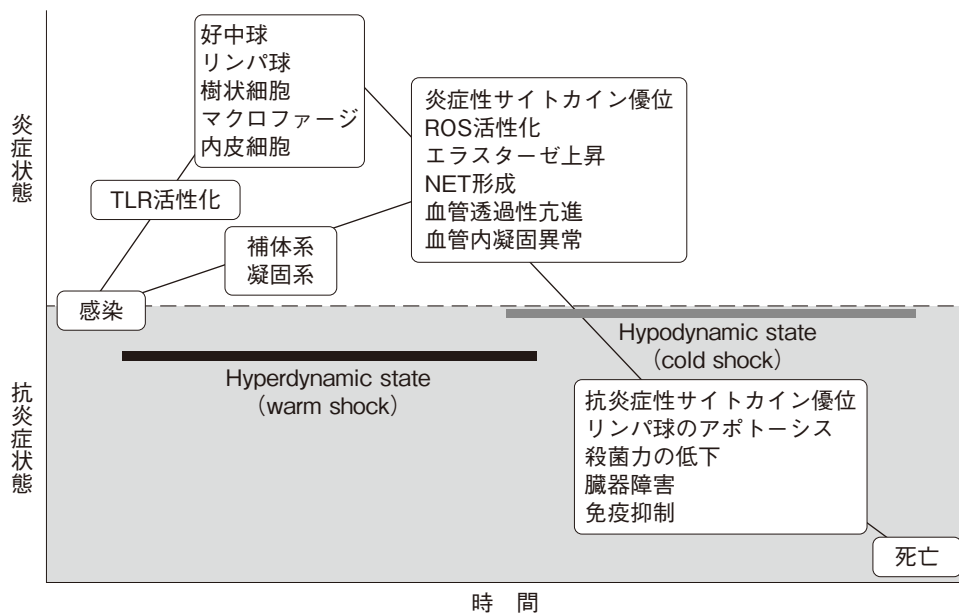 好中球
リンパ球
樹状細胞
マクロファージ
内皮細胞
炎症性サイトカイン優位
ROS活性化
エラスターゼ上昇
NET形成
血管透過性亢進
血管内凝固異常
炎症状態
TLR活性化
補体系
凝固系
感染
Hypodynamic state
（cold shock）
Hyperdynamic state
（warm shock）
抗炎症性サイトカイン優位
リンパ球のアポトーシス
殺菌力の低下
臓器障害
免疫抑制
抗炎症状態
死亡
時　間